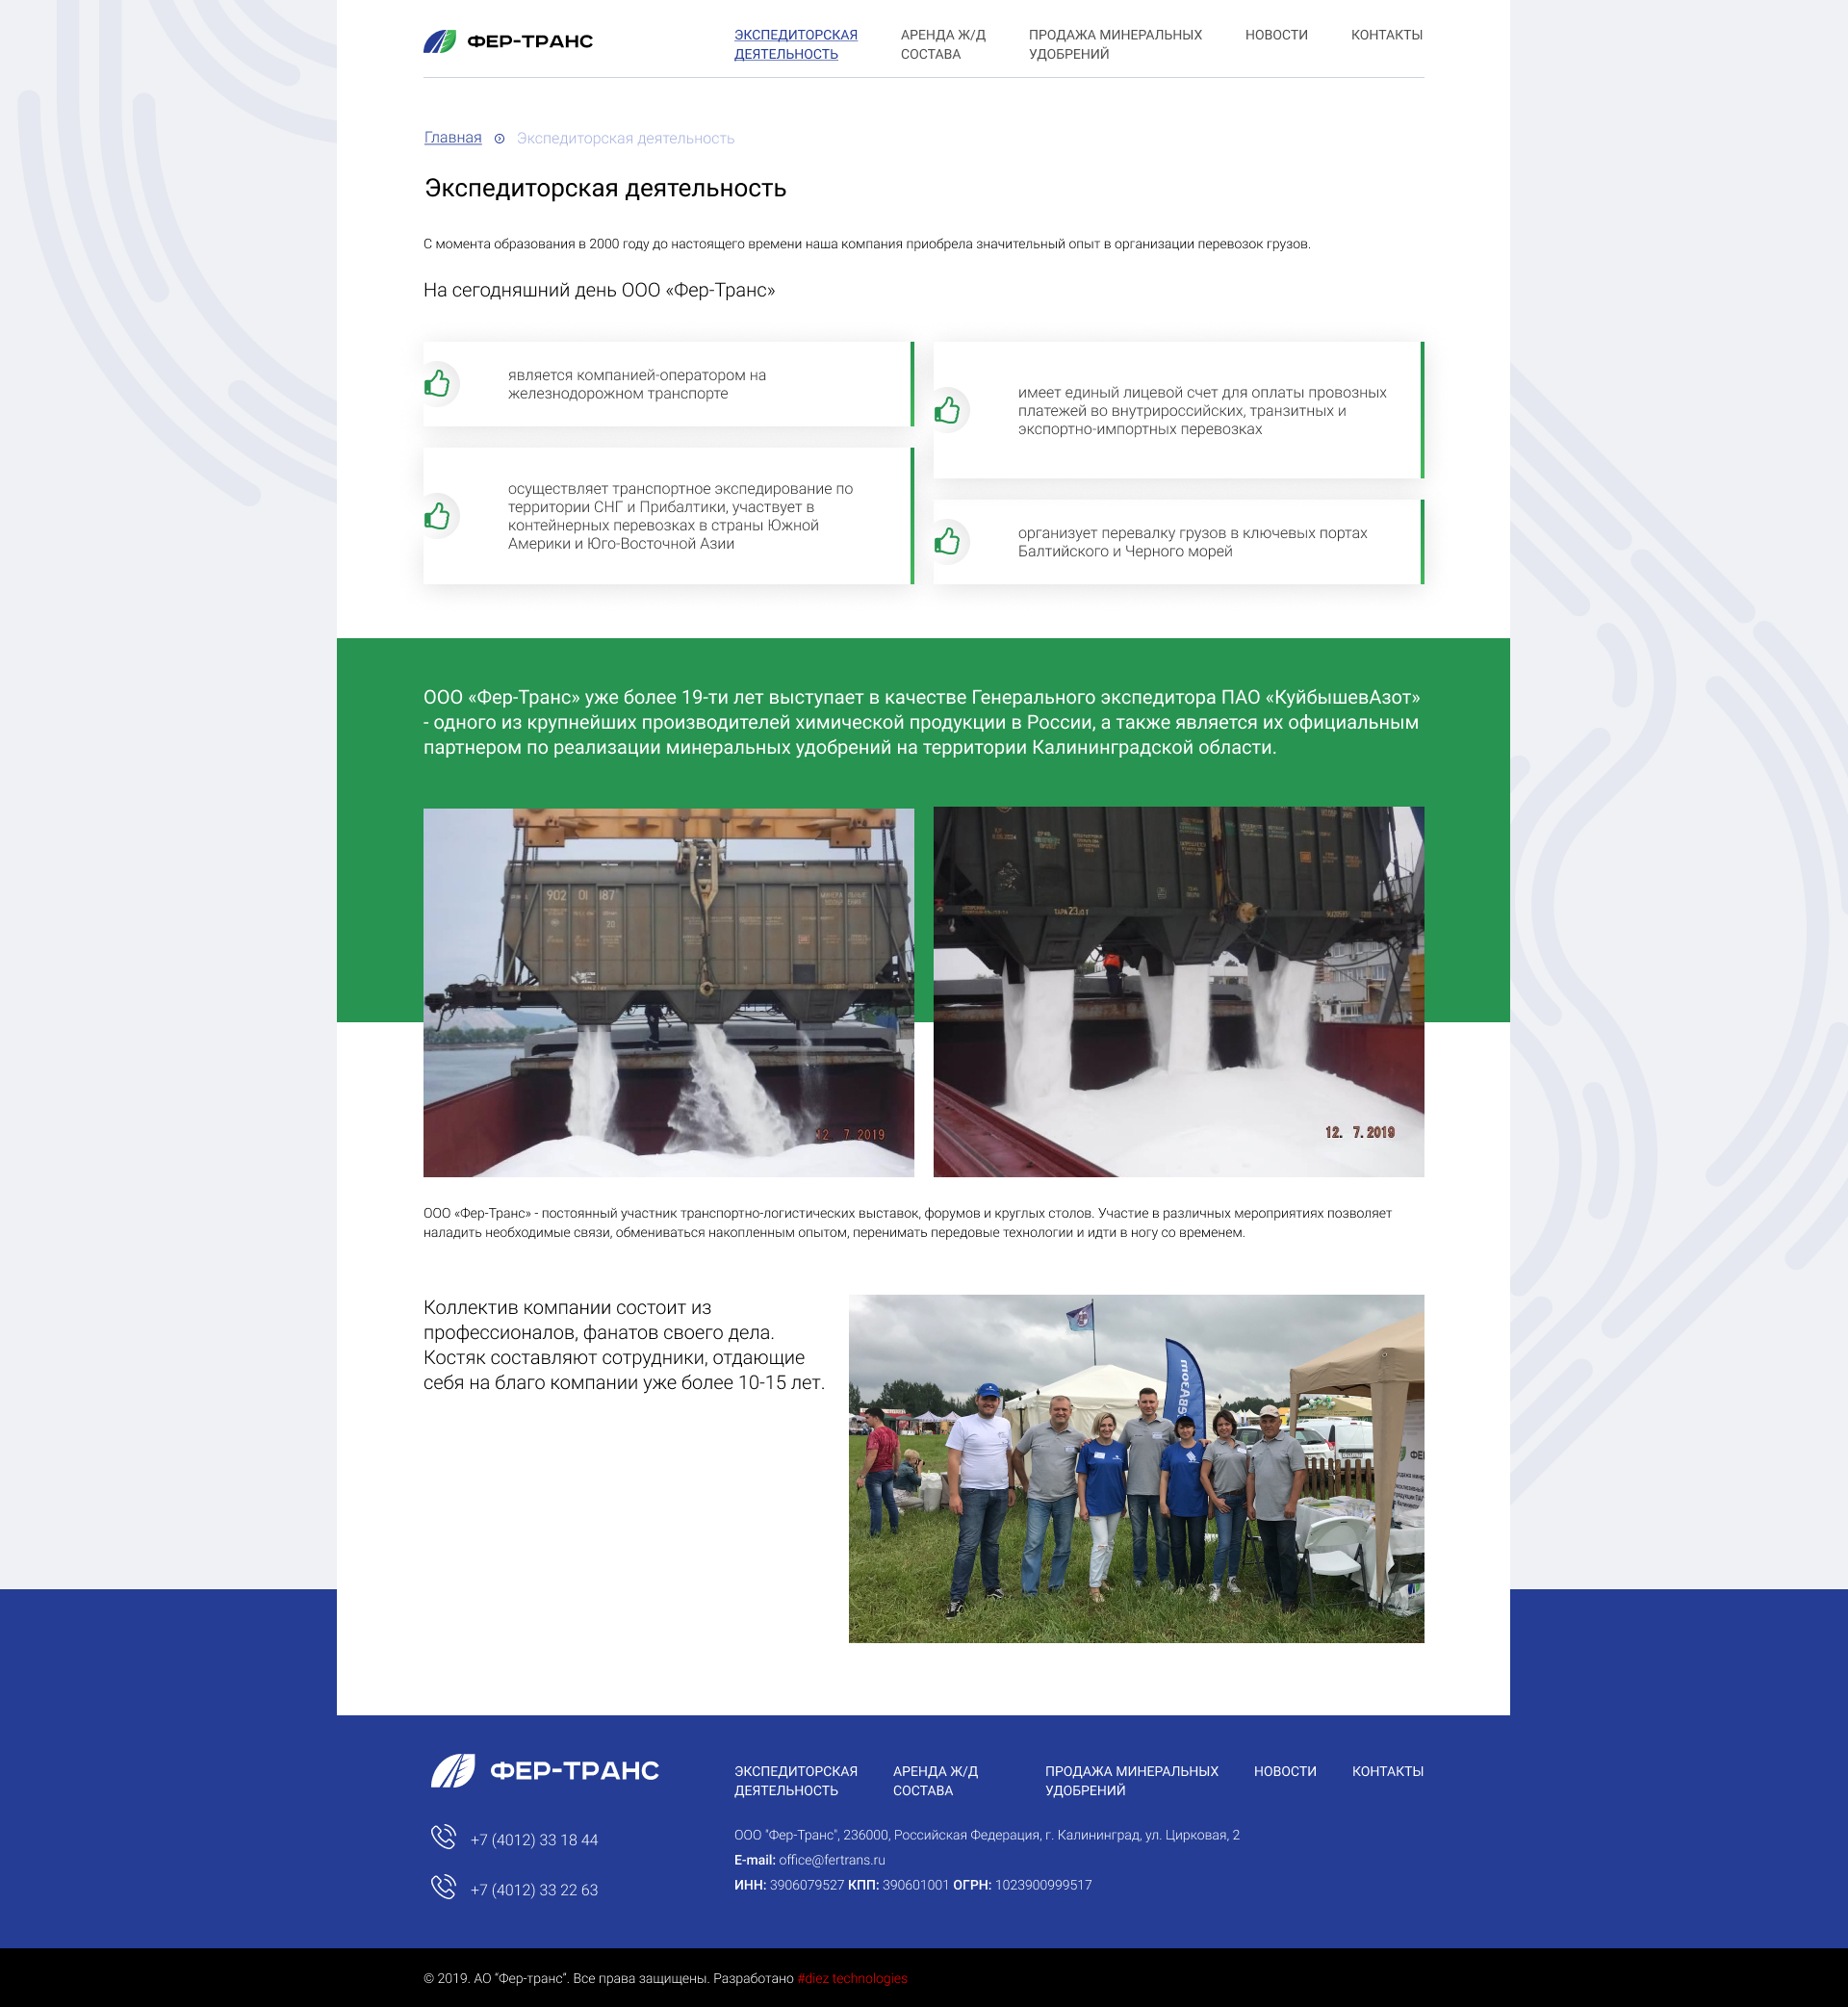 ФЕР-ТРАНС
ЭКСПЕДИТОРСКАЯ
ДЕЯТЕЛЬНОСТЬ
АРЕНДА Ж/Д
СОСТАВА
ПРОДАЖА МИНЕРАЛЬНЫХ
УДОБРЕНИЙ
НОВОСТИ
КОНТАКТЫ
Главная
Экспедиторская деятельность
Экспедиторская деятельность
С момента образования в 2000 году до настоящего времени наша компания приобрела значительный опыт в организации перевозок грузов.
На сегодняшний день ООО «Фер-Транс»
является компанией-оператором на
железнодорожном транспорте
осуществляет транспортное экспедирование по
территории СНГ и Прибалтики, участвует в
контейнерных перевозках в страны Южной
Америки и Юго-Восточной Азии
имеет единый лицевой счет для оплаты провозных
платежей во внутрироссийских, транзитных и
экспортно-импортных перевозках
организует перевалку грузов в ключевых портах
Балтийского и Черного морей
ООО «Фер-Транс» уже более 19-ти лет выступает в качестве Генерального экспедитора ПАО «КуйбышевАзот»
- одного из крупнейших производителей химической продукции в России, а также является их официальным
партнером по реализации минеральных удобрений на территории Калининградской области.
902 01 187
20
12. 7 2019
ТАРА 23,4 т
12. 7. 2019
ООО «Фер-Транс» - постоянный участник транспортно-логистических выставок, форумов и круглых столов. Участие в различных мероприятиях позволяет
наладить необходимые связи, обмениваться накопленным опытом, перенимать передовые технологии и идти в ногу со временем.
Коллектив компании состоит из
профессионалов, фанатов своего дела.
Костяк составляют сотрудники, отдающие
себя на благо компании уже более 10-15 лет.
ФЕР-ТРАНС
ЭКСПЕДИТОРСКАЯ
ДЕЯТЕЛЬНОСТЬ
АРЕНДА Ж/Д
СОСТАВА
ПРОДАЖА МИНЕРАЛЬНЫХ
УДОБРЕНИЙ
НОВОСТИ
КОНТАКТЫ
+7 (4012) 33 18 44
+7 (4012) 33 22 63
ООО "Фер-Транс", 236000, Российская Федерация, г. Калининград, ул. Цирковая, 2
E-mail: office@fertrans.ru
ИНН: 3906079527 КПП: 390601001 ОГРН: 1023900999517
© 2019. АО “Фер-транс”. Все права защищены. Разработано #diez technologies